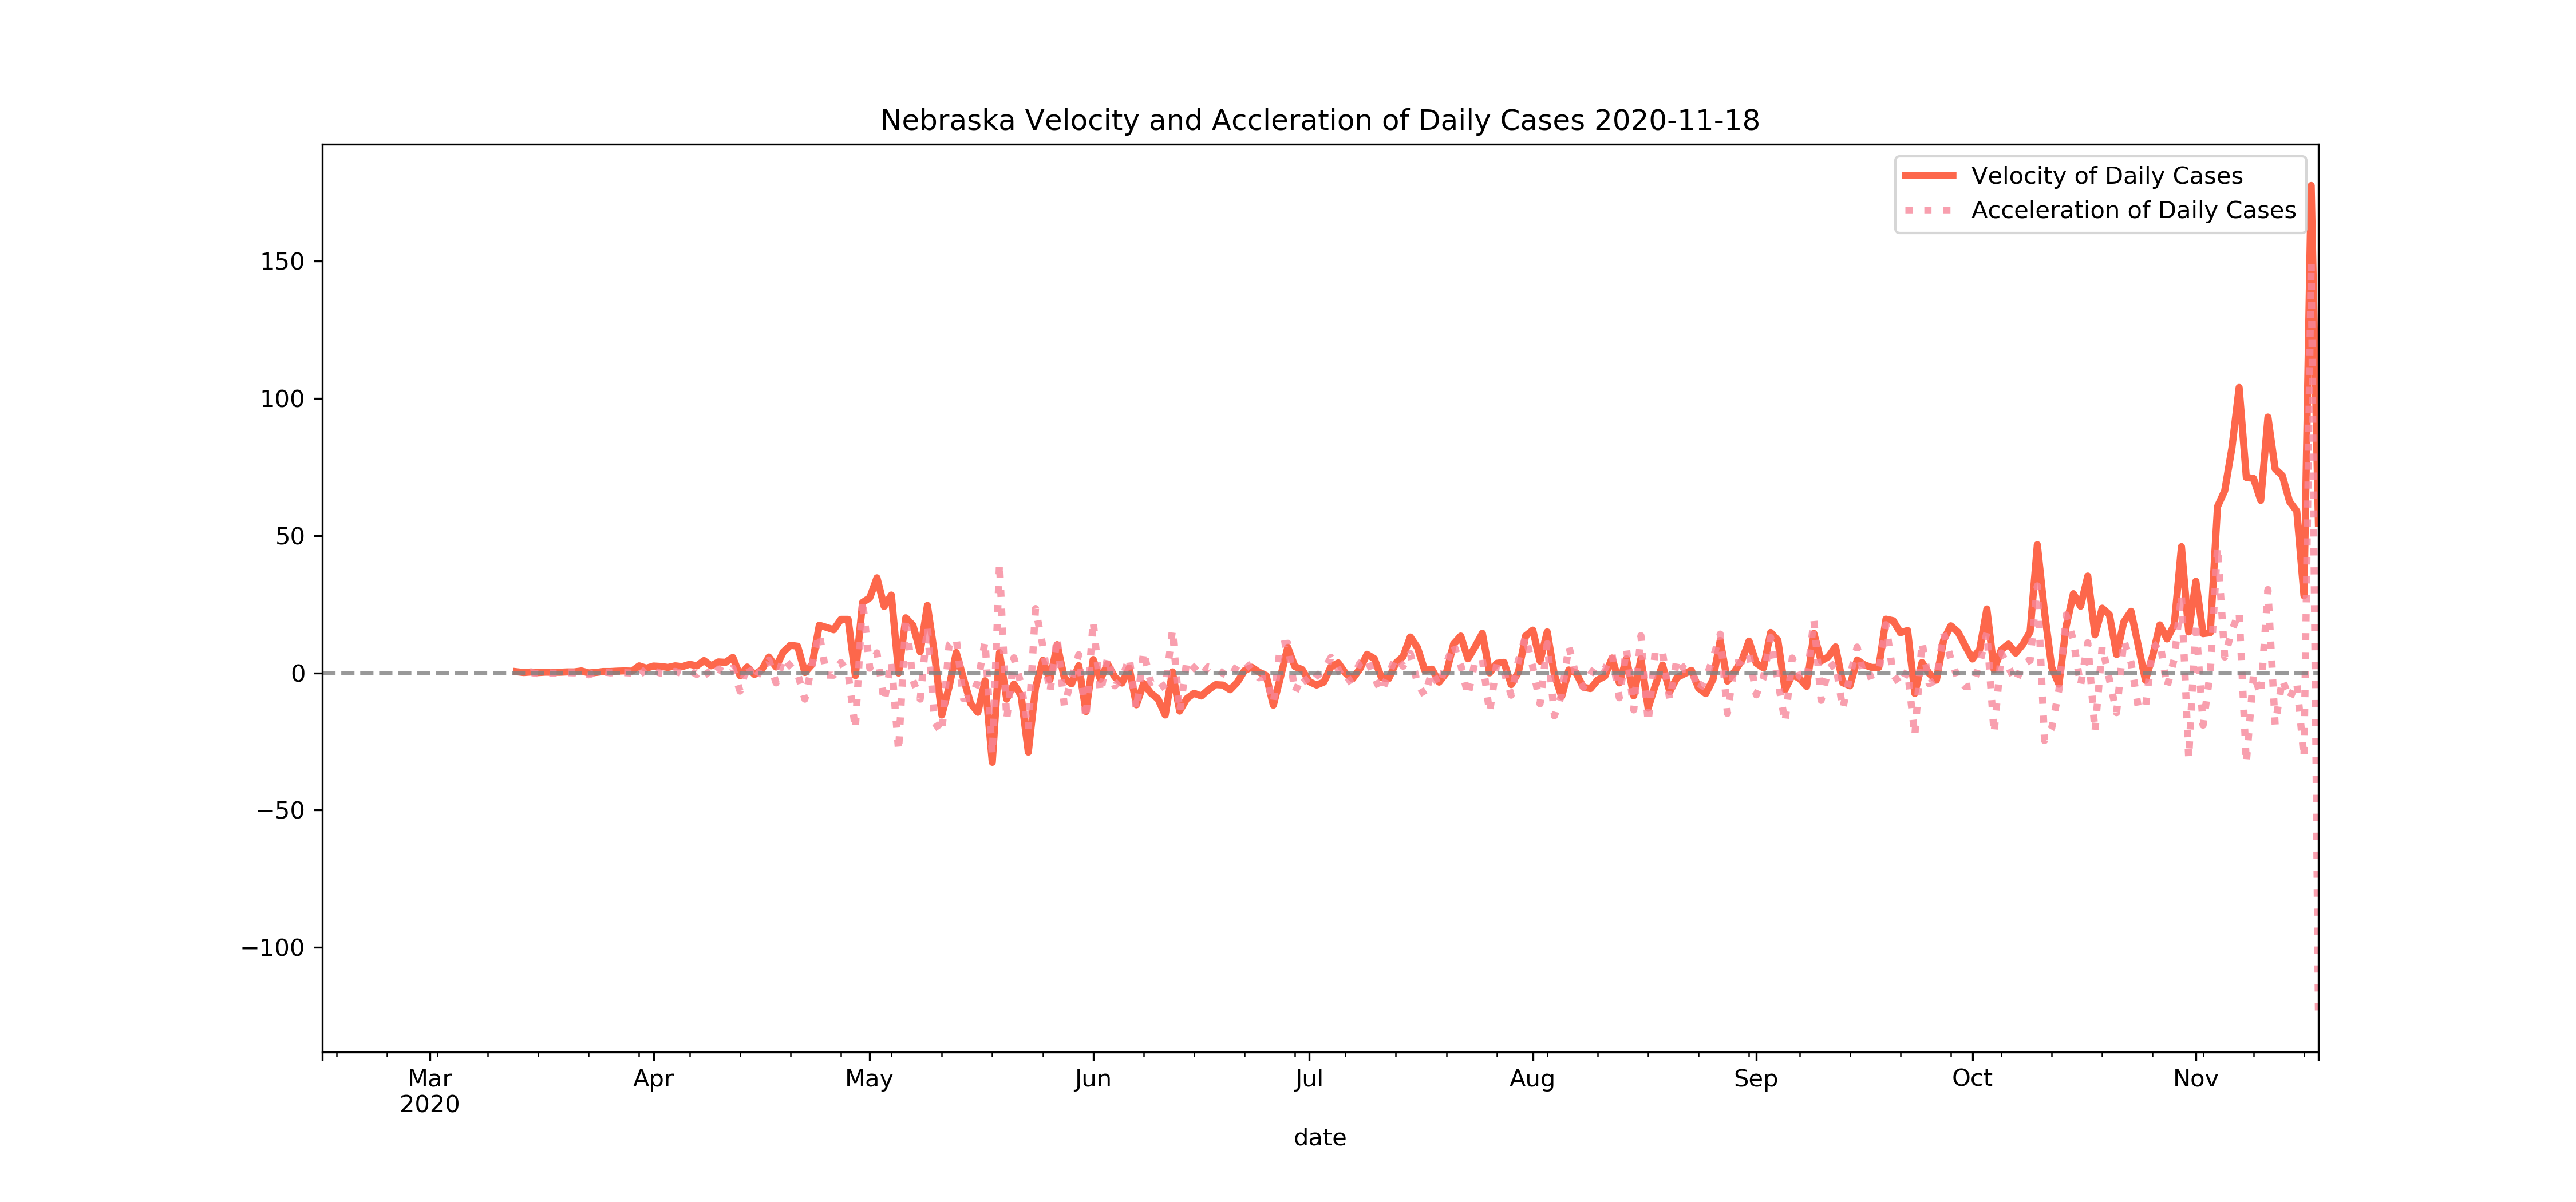 Nebraska Velocity and Accleration of Daily Cases 2020-11-18
Velocity of Daily Cases
Acceleration of Daily Cases
150
100
50
0
−50
−100
Mar
2020
Apr
May
Jun
Jul
Aug
Sep
Oct
Nov
date